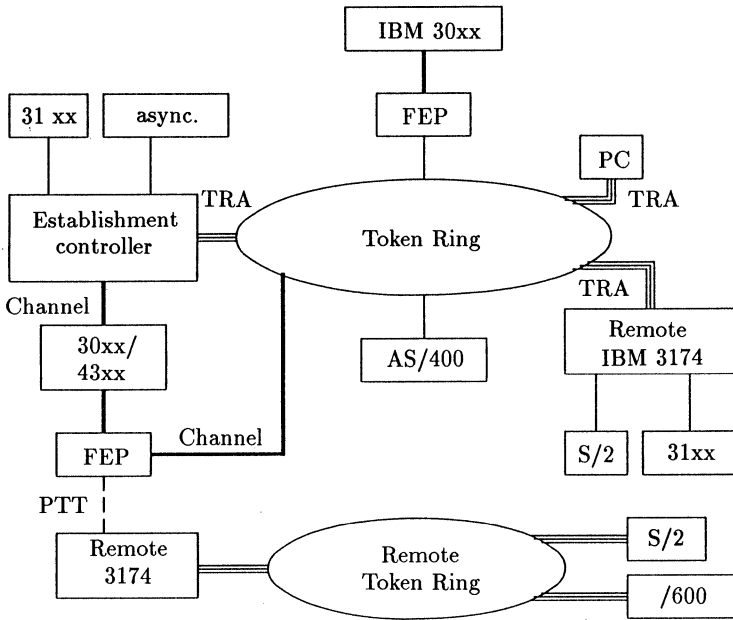 IBM 30xx
31 xx
async.
FEP
PC
TRA
TRA
Establishment
controller
Token Ring
TRA
Channel
30xx/
43xx
AS/400
Remote
IBM 3174
Channel
FEP
S/2
31xx
PTT
Remote
3174
Remote
Token Ring
S/2
/600